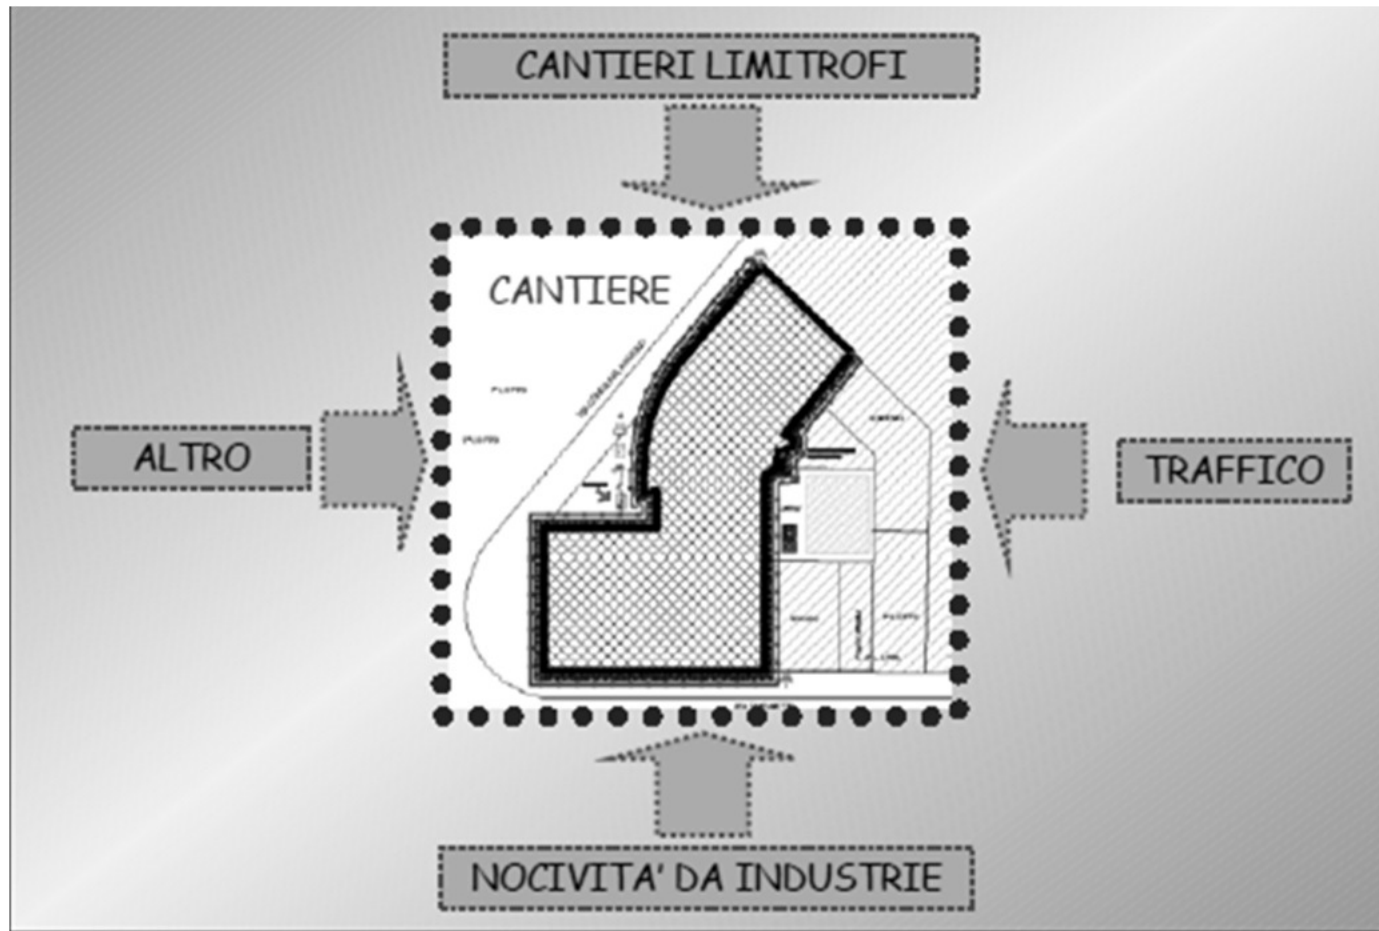 CANTIERI LIMITROFI
CANTIERE
ALTRO
TRAFFICO
NOCIVITA' DA INDUSTRIE